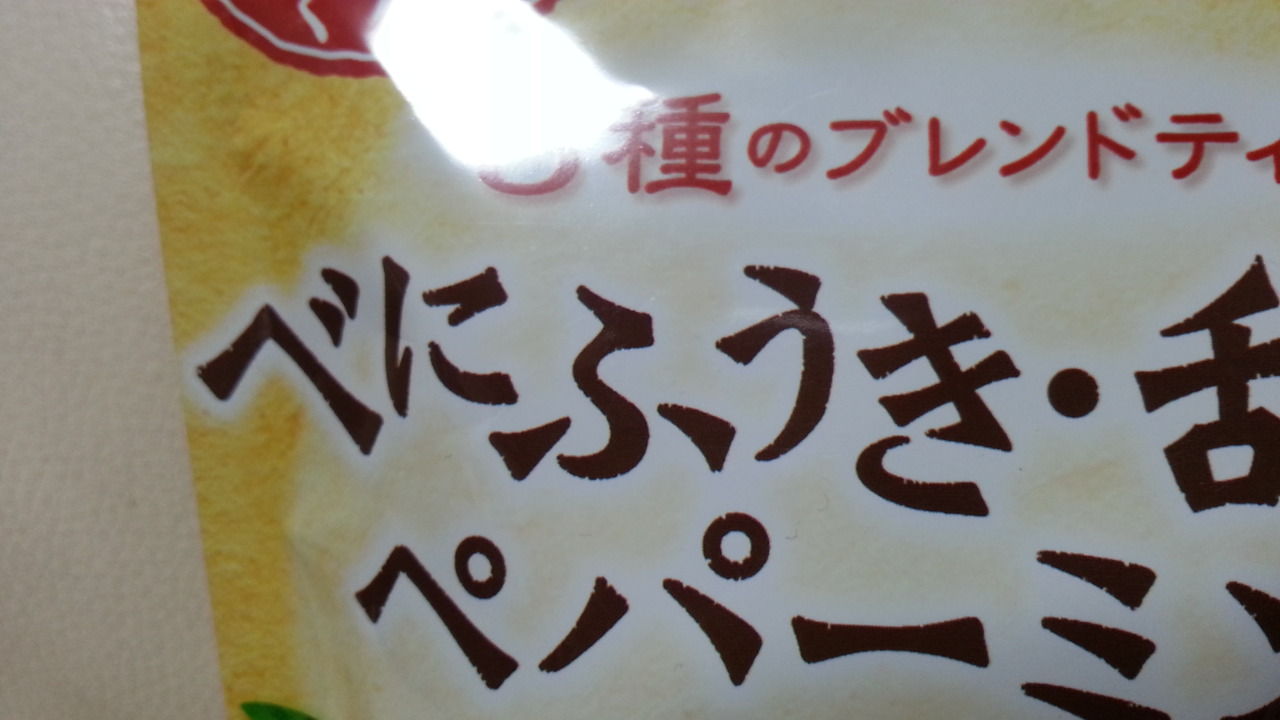 種のブレンドティ
べにふうき・
ペパーミ